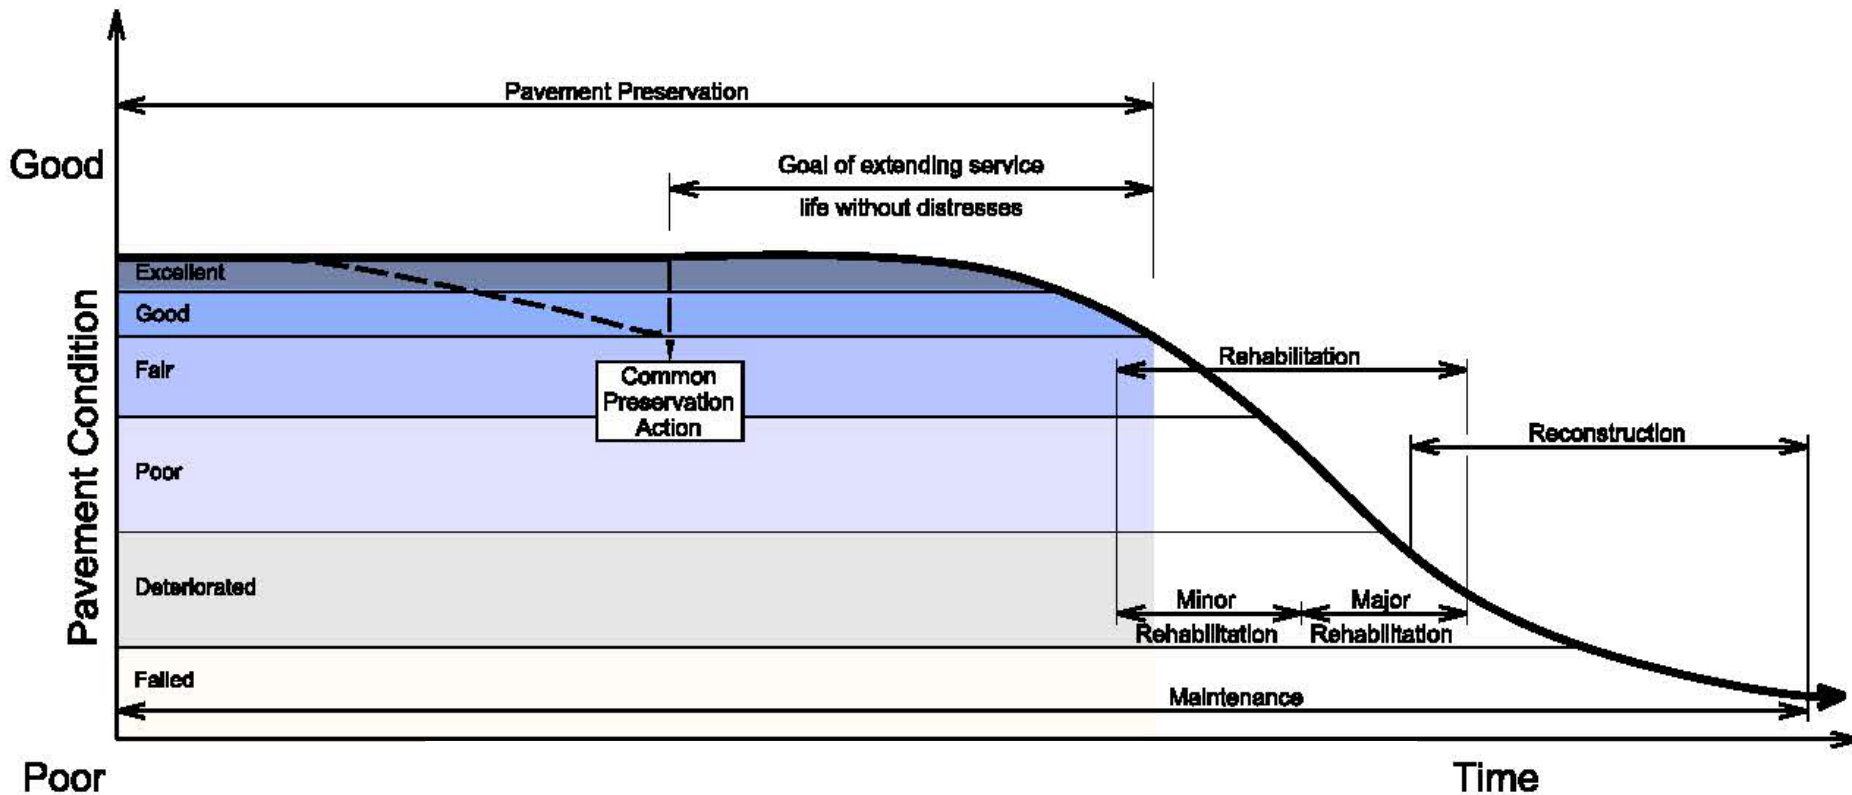 Pavement Preservation
Good
Goal of extending service
life without distresses
Excellent
Good
Fair
Poor
Deteriorated
Failed
Pavement Condition
Common
Preservation
Action
Rehabilitation
Reconstruction
Minor
Rehabilitation
Major
Rehabilitation
Maintenance
Poor
Time